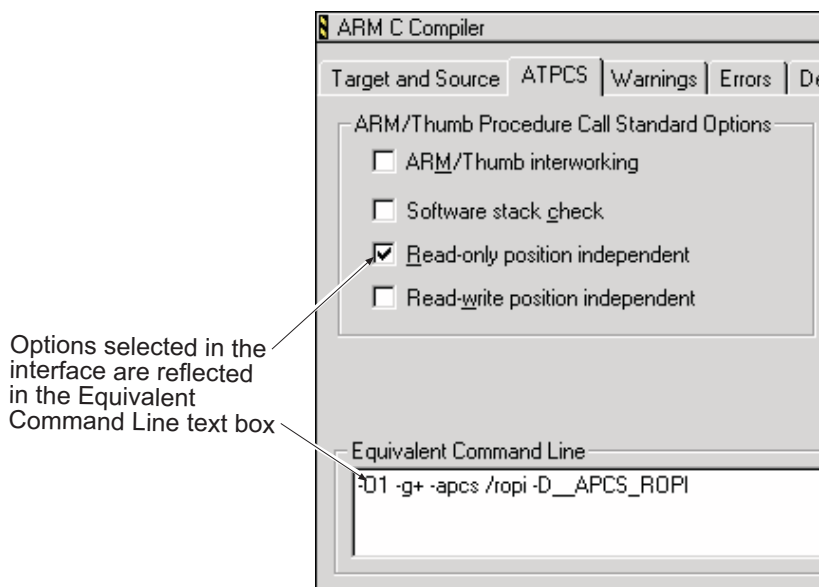 ARM C Compiler
Target and Source ATPCS Warnings Errors De
ARM/Thumb Procedure Call Standard Options
ARM/Thumb interworking
Software stack check
Read-only position independent
Read-write position independent
Options selected in the
interface are reflected
in the Equivalent
Command Line text box
Equivalent Command Line
-O1 -g+ -apcs /ropi -D__APCS_ROPI